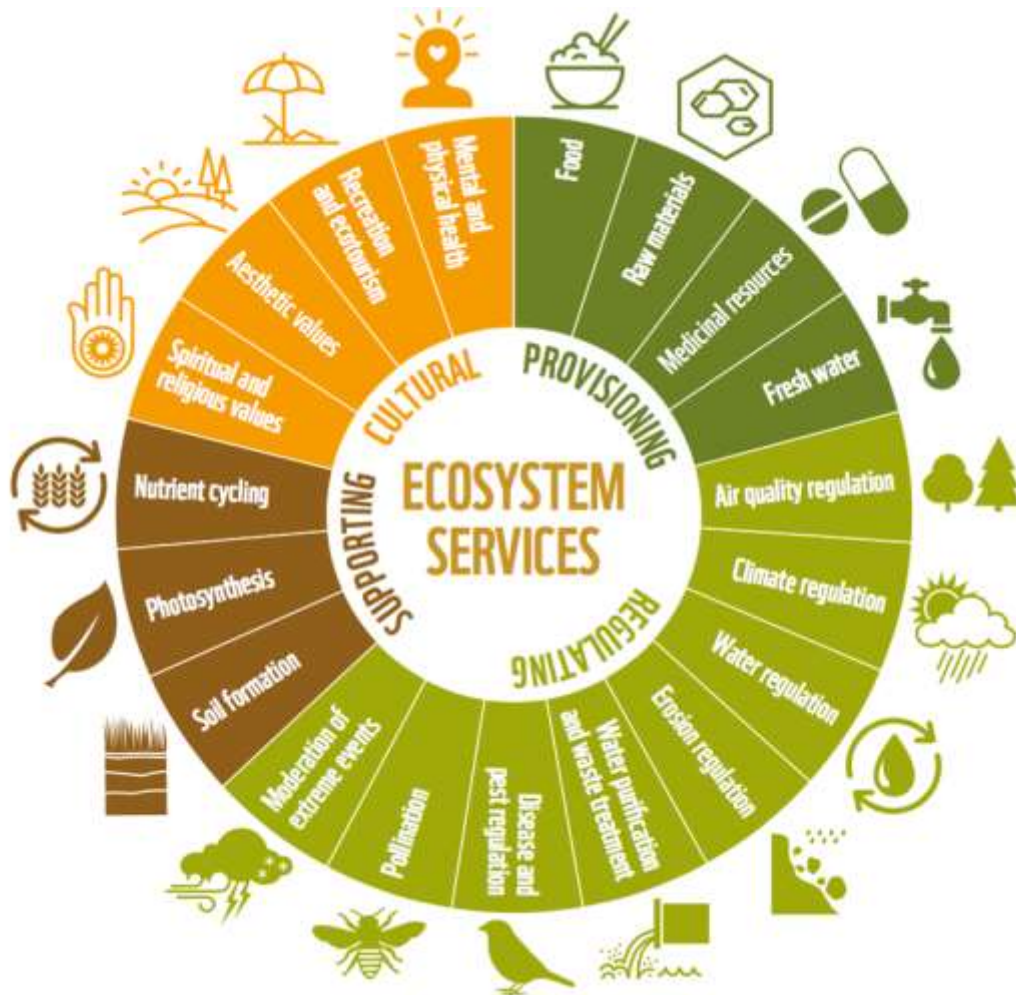 ECOSYSTEM
SERVICES
PROVISIONING
Food
Raw materials
Medicinal resources
Fresh water
REGULATING
Air quality regulation
Climate regulation
Water regulation
Erosion regulation
Water purification
and waste treatment
Disease and
pest regulation
Pollination
Moderation of
extreme events
SUPPORTING
Soil formation
Photosynthesis
Nutrient cycling
CULTURAL
Spiritual and
religious values
Aesthetic values
Recreation
and ecotourism
Mental and
physical health